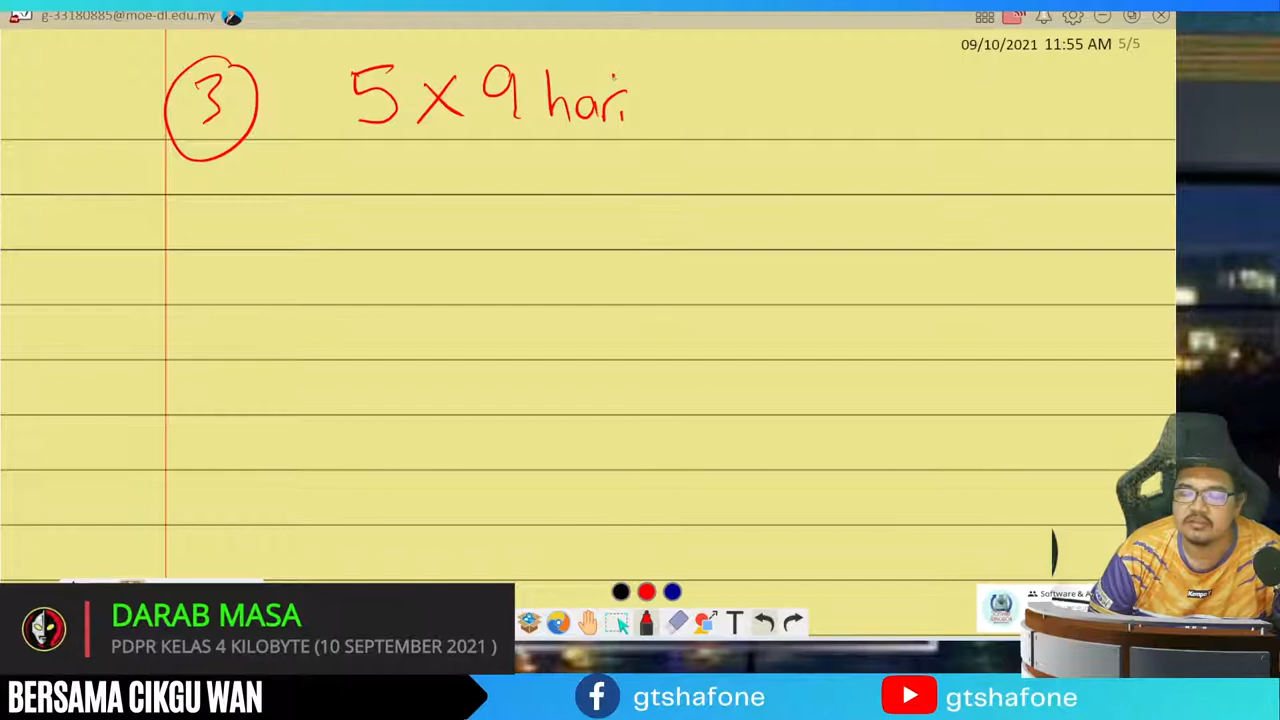 g-33180885@moe-dl.edu.my
09/10/2021 11:55 AM 5/5
3 5 x 9 hari
Software & A
T
DARAB MASA
PDPR KELAS 4 KILOBYTE (10 SEPTEMBER 2021 )
BERSAMA CIKGU WAN
gtshafone
gtshafone